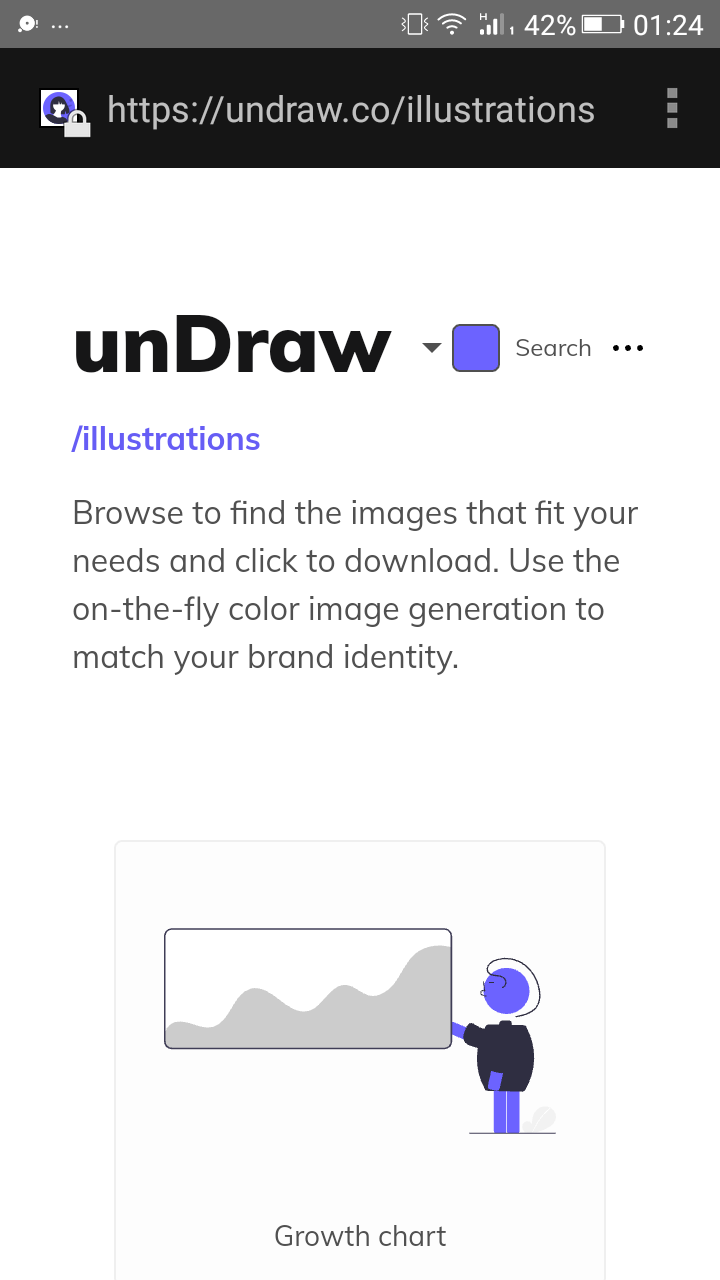 42% 01:24
https://undraw.co/illustrations
unDraw Search
/illustrations
Browse to find the images that fit your
needs and click to download. Use the
on-the-fly color image generation to
match your brand identity.
Growth chart